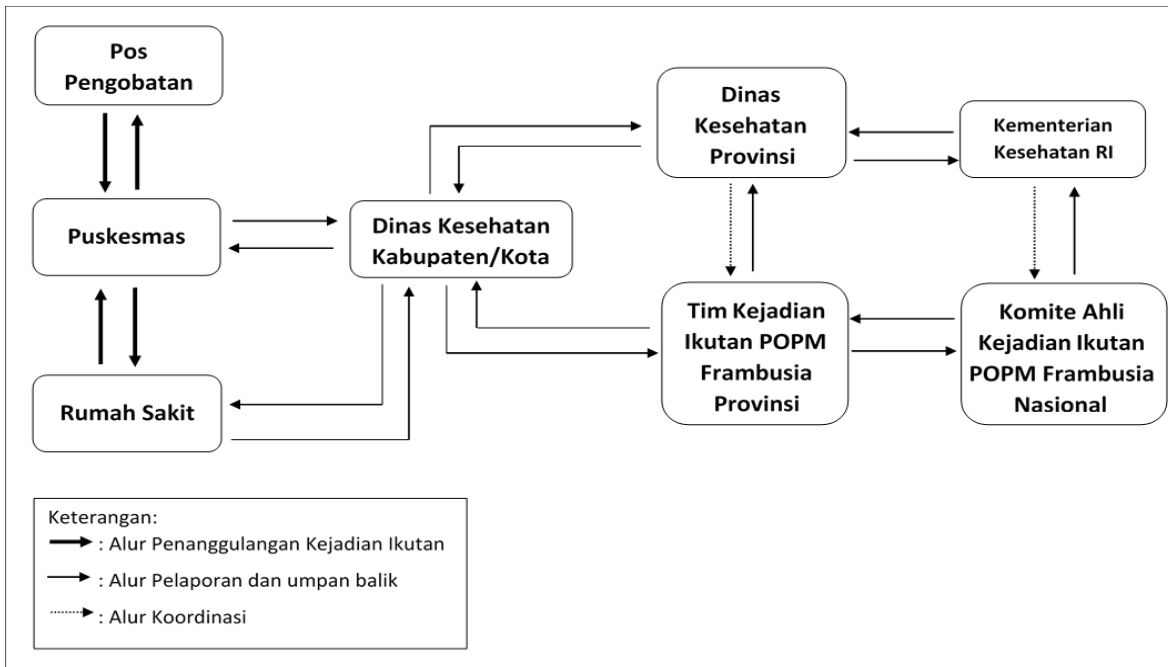 Pos
Pengobatan
Puskesmas
Rumah Sakit
Dinas Kesehatan
Kabupaten/Kota
Dinas
Kesehatan
Provinsi
Kementerian
Kesehatan RI
Tim Kejadian
Ikutan POPM
Frambusia
Provinsi
Komite Ahli
Kejadian Ikutan
POPM Frambusia
Nasional
Keterangan:
: Alur Penanggulangan Kejadian Ikutan
: Alur Pelaporan dan umpan balik
: Alur Koordinasi